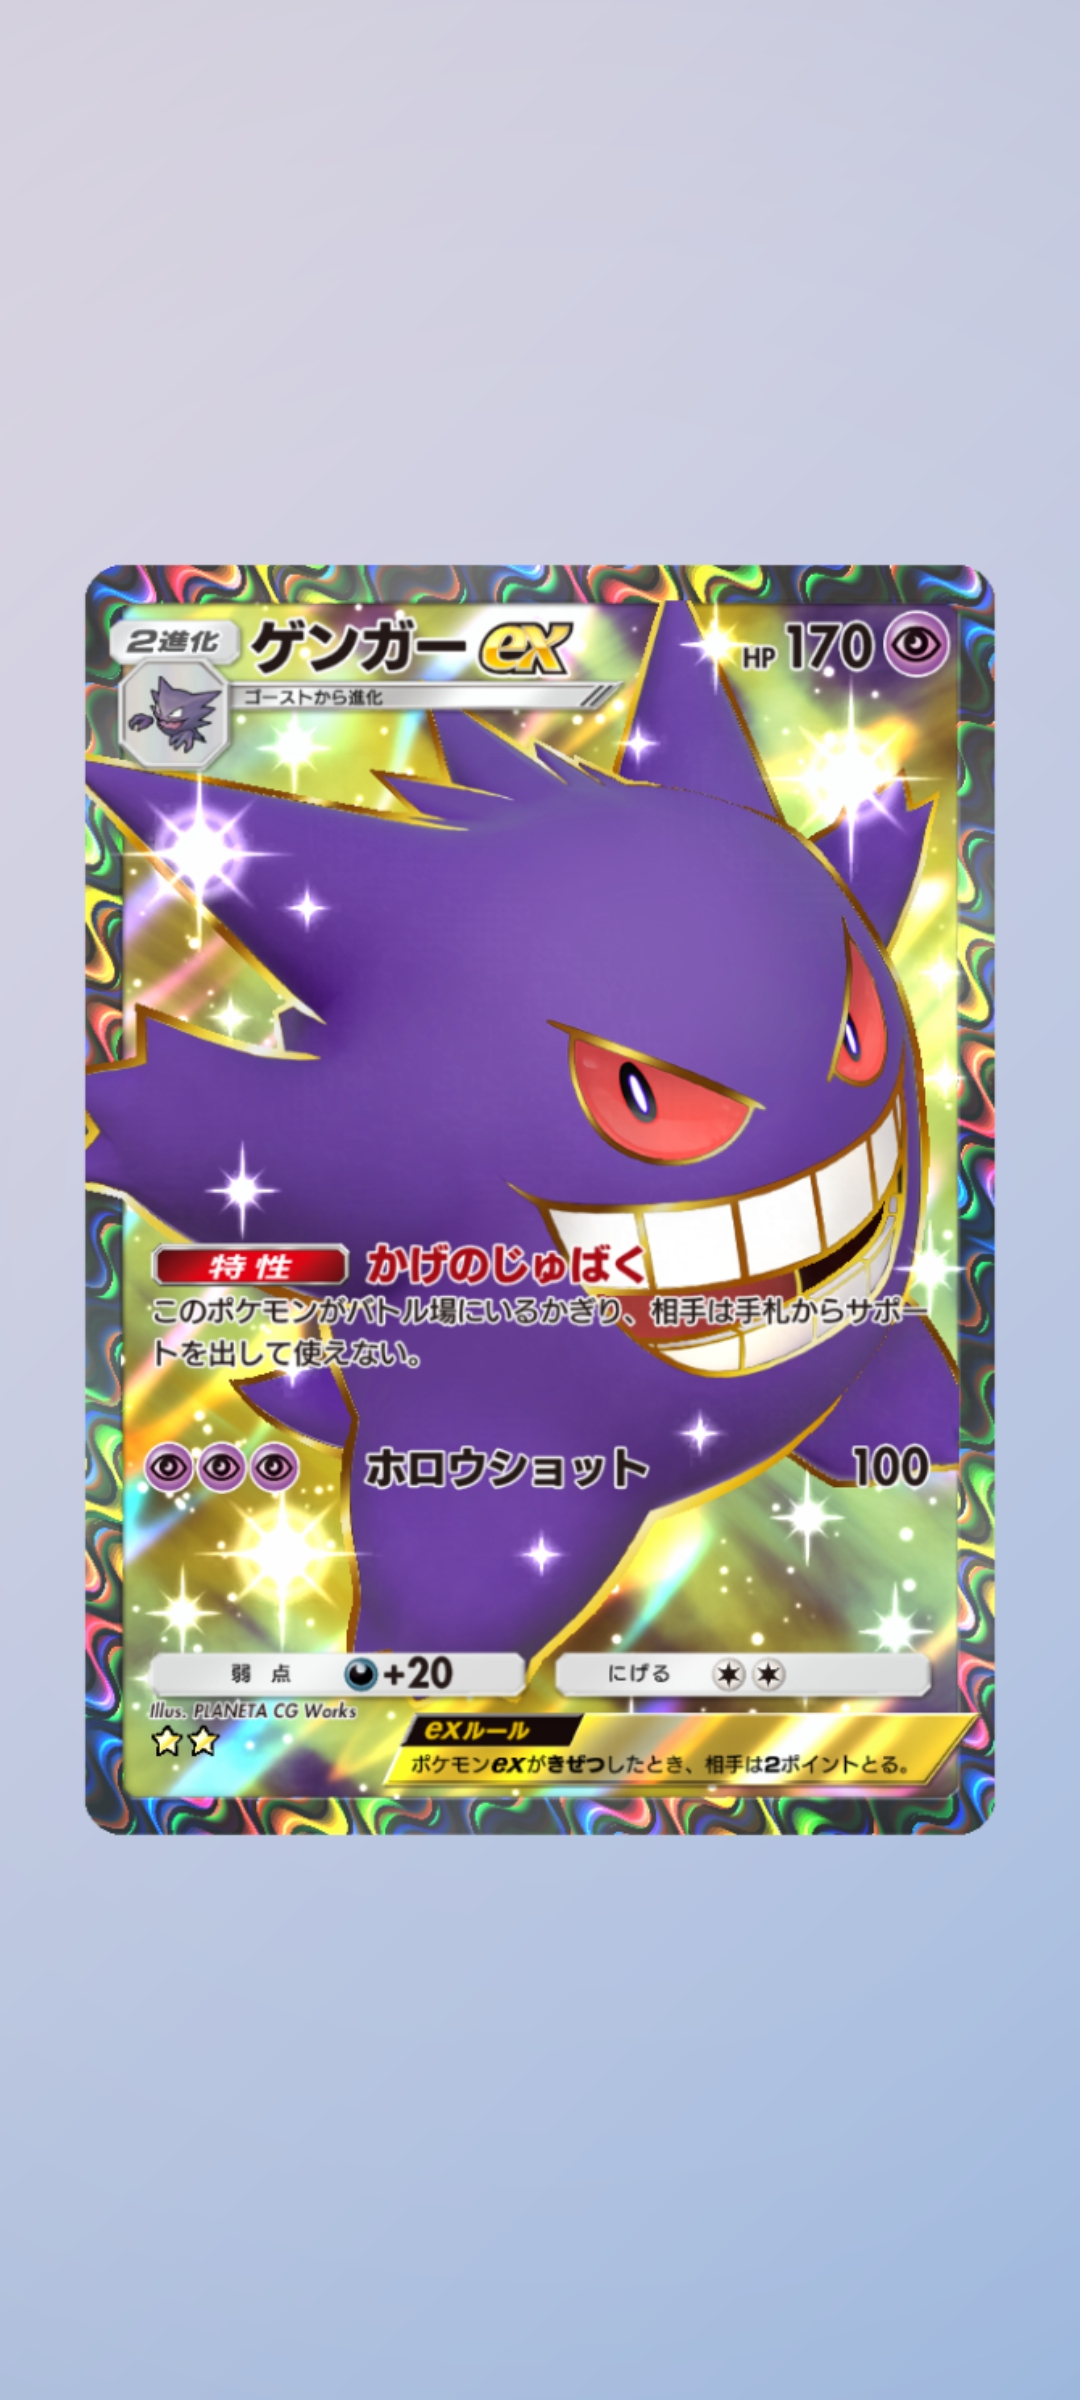 2進化
ゲンガーex
HP 170
ゴーストから進化
特性 かげのじゅばく
このポケモンがバトル場にいるかぎり、相手は手札からサポー
トを出して使えない。
ホロウショット 100
弱点 +20
にげる
Illus. PLANETA CG Works
exルール
ポケモンexがきぜつしたとき、相手は2ポイントとる。